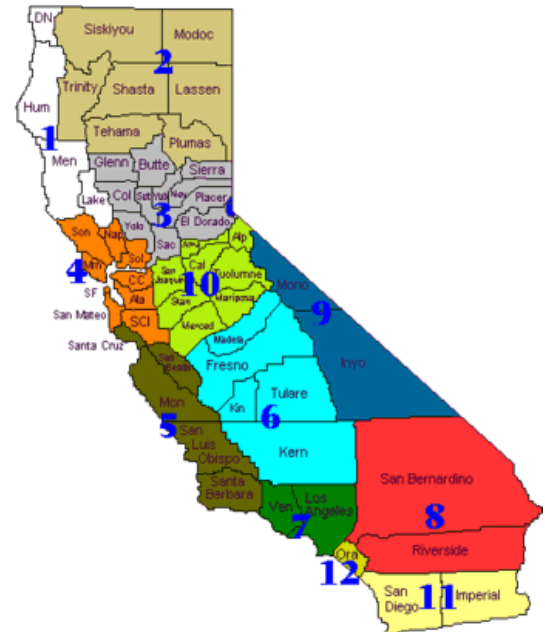 DN
Siskiyou
Modoc
2
Trinity
Shasta
Lassen
Hum
1
Tehama
Plumas
Men
Glenn
Butte
Sierra
Lake
Col
Sut
Yub
Nev
Placer
3
Yolo
El Dorado
Sac
Son
Nap
Sol
Alp
4
Mrn
Ama
Cal
San
Joaquin
10
Tuolumne
Mono
CC
SF
Ala
Stan
Mariposa
9
San Mateo
SCl
Merced
Madera
Santa Cruz
San
Benito
Fresno
Inyo
Mon
5
Kin
Tulare
6
San
Luis
Obispo
Kern
Santa
Barbara
San Bernardino
Ven
Los
Angeles
7
8
Ora
12
Riverside
San
Diego
11
Imperial